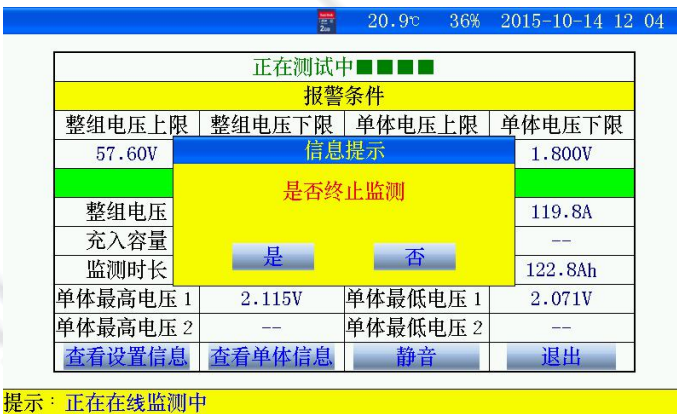 20.9℃ 36% 2015-10-14 12 04
正在测试中■■■■
报警条件
整组电压上限 整组电压下限 单体电压上限 单体电压下限
57.60V 1.800V
信息提示
是否终止监测
是 否
整组电压 119.8A
充入容量 --
监测时长 122.8Ah
单体最高电压1 2.115V 单体最低电压1 2.071V
单体最高电压2 -- 单体最低电压2 --
查看设置信息 查看单体信息 静音 退出
提示：正在在线监测中